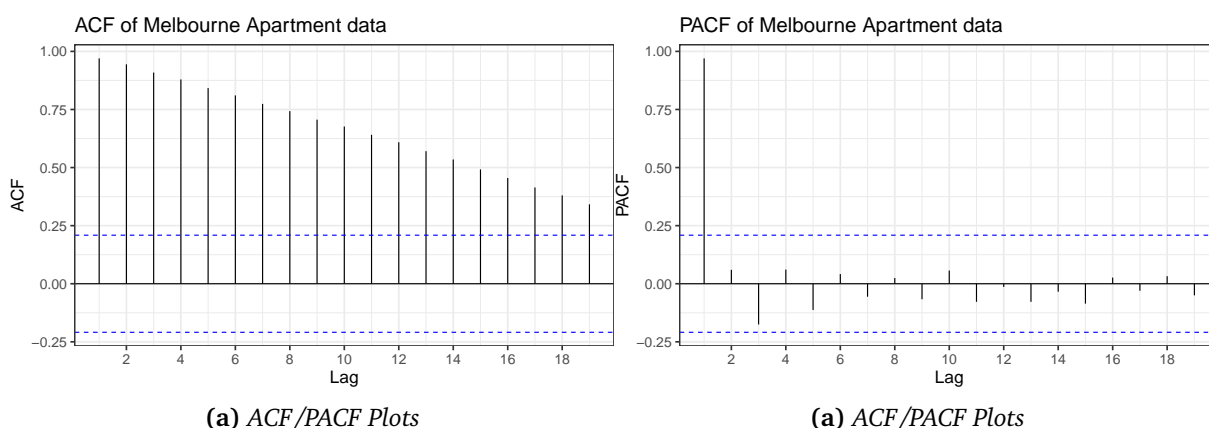 ACF of Melbourne Apartment data
1.00
0.75
0.50
0.25
0.00
−0.25
ACF
2 4 6 8 10 12 14 16 18
Lag
(a) ACF/PACF Plots
PACF of Melbourne Apartment data
1.00
0.75
0.50
0.25
0.00
−0.25
PACF
2 4 6 8 10 12 14 16 18
Lag
(a) ACF/PACF Plots